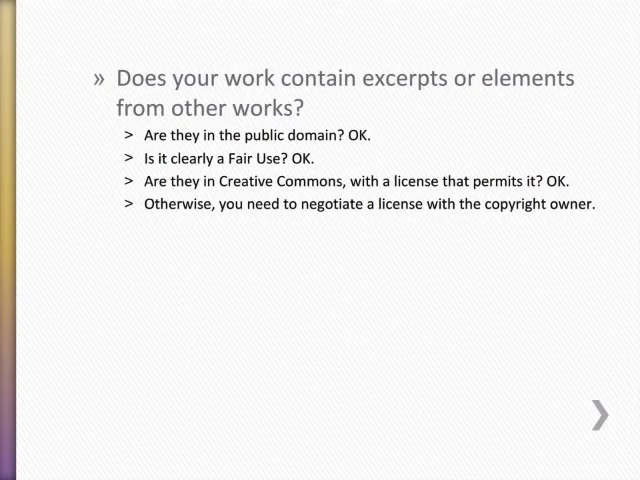 » Does your work contain excerpts or elements
from other works?
> Are they in the public domain? OK.
> Is it clearly a Fair Use? OK.
> Are they in Creative Commons, with a license that permits it? OK.
> Otherwise, you need to negotiate a license with the copyright owner.